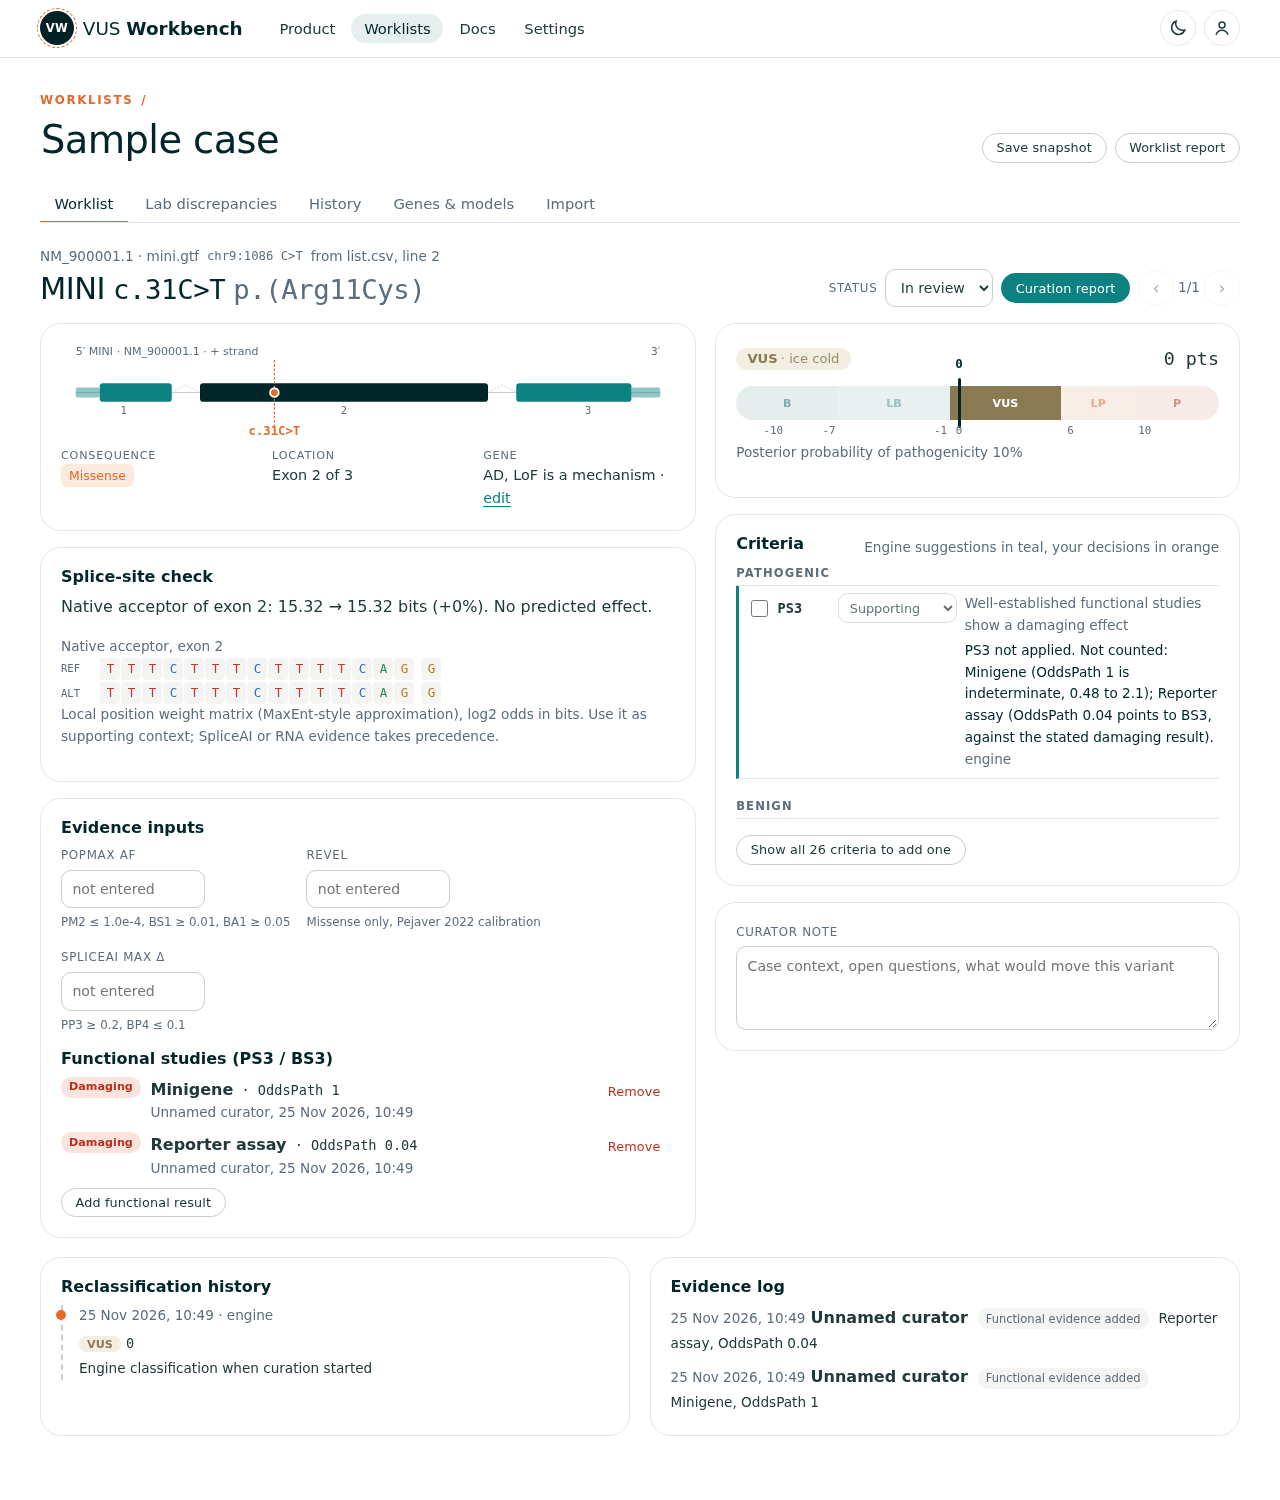 VW VUS Workbench Product Worklists Docs Settings
WORKLISTS /
Sample case
Save snapshot Worklist report
Worklist Lab discrepancies History Genes & models Import
NM_900001.1 · mini.gtf chr9:1086 C>T from list.csv, line 2
MINI c.31C>T p.(Arg11Cys)
STATUS In review Curation report ‹ 1/1 ›
5′ MINI · NM_900001.1 · + strand 3′
1 2 3
c.31C>T
CONSEQUENCE LOCATION GENE
Missense Exon 2 of 3 AD, LoF is a mechanism ·
edit
VUS · ice cold 0 0 pts
B LB VUS LP P
-10 -7 -1 0 6 10
Posterior probability of pathogenicity 10%
Splice-site check
Native acceptor of exon 2: 15.32 → 15.32 bits (+0%). No predicted effect.
Native acceptor, exon 2
REF T T T C T T T C T T T T C A G G
ALT T T T C T T T C T T T T C A G G
Local position weight matrix (MaxEnt-style approximation), log2 odds in bits. Use it as
supporting context; SpliceAI or RNA evidence takes precedence.
Criteria Engine suggestions in teal, your decisions in orange
PATHOGENIC
PS3 Supporting Well-established functional studies
show a damaging effect
PS3 not applied. Not counted:
Minigene (OddsPath 1 is
indeterminate, 0.48 to 2.1); Reporter
assay (OddsPath 0.04 points to BS3,
against the stated damaging result).
engine
BENIGN
Show all 26 criteria to add one
Evidence inputs
POPMAX AF REVEL
not entered not entered
PM2 ≤ 1.0e-4, BS1 ≥ 0.01, BA1 ≥ 0.05 Missense only, Pejaver 2022 calibration
SPLICEAI MAX Δ
not entered
PP3 ≥ 0.2, BP4 ≤ 0.1
Functional studies (PS3 / BS3)
Damaging Minigene · OddsPath 1 Remove
Unnamed curator, 25 Nov 2026, 10:49
Damaging Reporter assay · OddsPath 0.04 Remove
Unnamed curator, 25 Nov 2026, 10:49
Add functional result
CURATOR NOTE
Case context, open questions, what would move this variant
Reclassification history
25 Nov 2026, 10:49 · engine
VUS 0
Engine classification when curation started
Evidence log
25 Nov 2026, 10:49 Unnamed curator Functional evidence added Reporter
assay, OddsPath 0.04
25 Nov 2026, 10:49 Unnamed curator Functional evidence added
Minigene, OddsPath 1